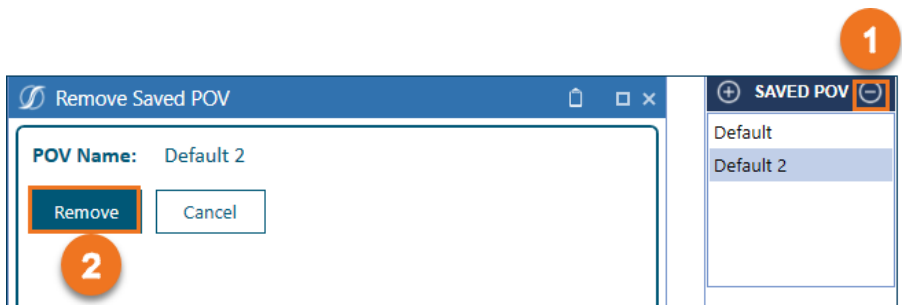 1
Remove Saved POV
SAVED POV
POV Name: Default 2
Remove Cancel
2
Default
Default 2